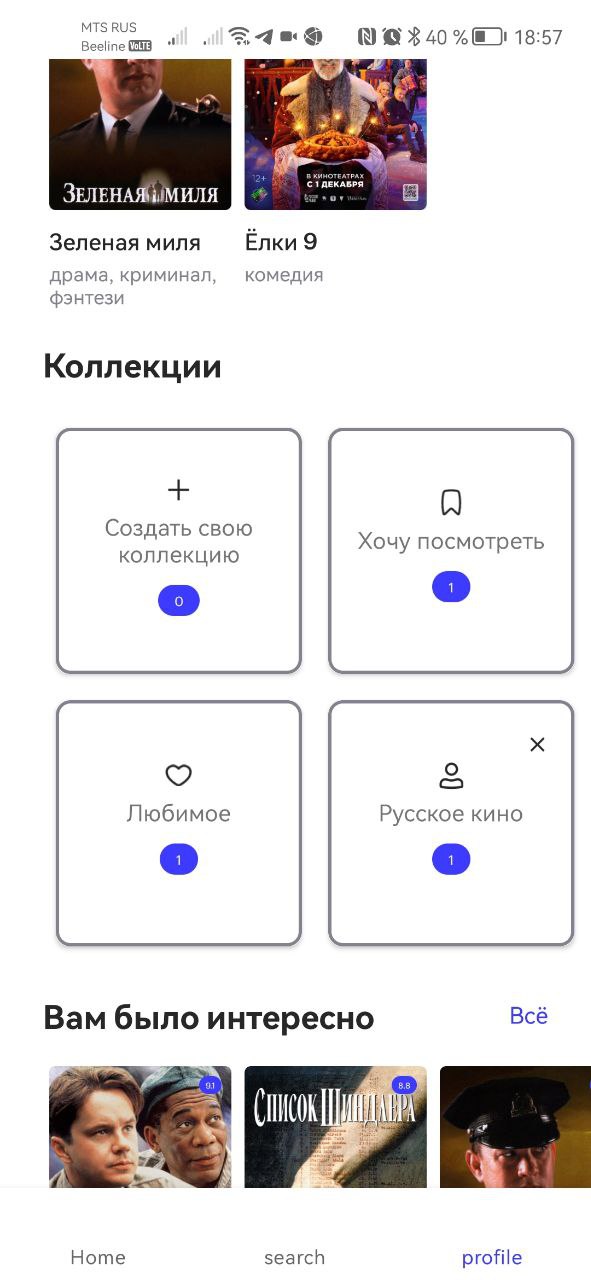 MTS RUS
Beeline VoLTE
40 % 18:57
ЗЕЛЕНАЯ МИЛЯ
12+
В КИНОТЕАТРАХ
С 1 ДЕКАБРЯ
Зеленая миля
Ёлки 9
драма, криминал,
фэнтези
комедия
Коллекции
Создать свою
коллекцию
0
Хочу посмотреть
1
Любимое
1
Русское кино
1
Вам было интересно
Всё
9.1
8.8
СПИСОК ШИНДЛЕРА
Home
search
profile